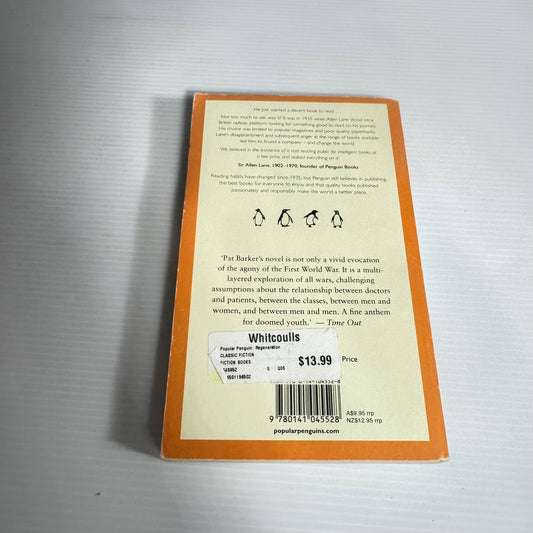 He just wanted a decent book to read ...
Not too much to ask, was it? It was in 1935 when Allen Lane stood on a
British railway platform looking for something good to read on his journey.
His choice was limited to popular magazines and poor quality paperbacks.
Lane's disappointment and subsequent anger at the range of books available
led him to found a company – and change the world.
'We believed in the existence of a vast reading public for intelligent books at
a low price, and staked everything on it.'
Sir Allen Lane, 1902–1970, founder of Penguin Books
Reading habits have changed since 1935, but Penguin still believes in publishing
the best books for everyone to enjoy and that quality books published
passionately and responsibly make the world a better place.
'Pat Barker's novel is not only a vivid evocation
of the agony of the First World War. It is a multi-
layered exploration of all wars, challenging
assumptions about the relationship between doctors
and patients, between the classes, between men and
women, and between men and men. A fine anthem
for doomed youth.' — Time Out
Whitcoulls
Popular Penguin: Regeneration
CLASSIC FICTION
FICTION BOOKS
$13.99
Price
9 780141 045528
A$9.95 rrp
NZ$12.95 rrp
popularpenguins.com